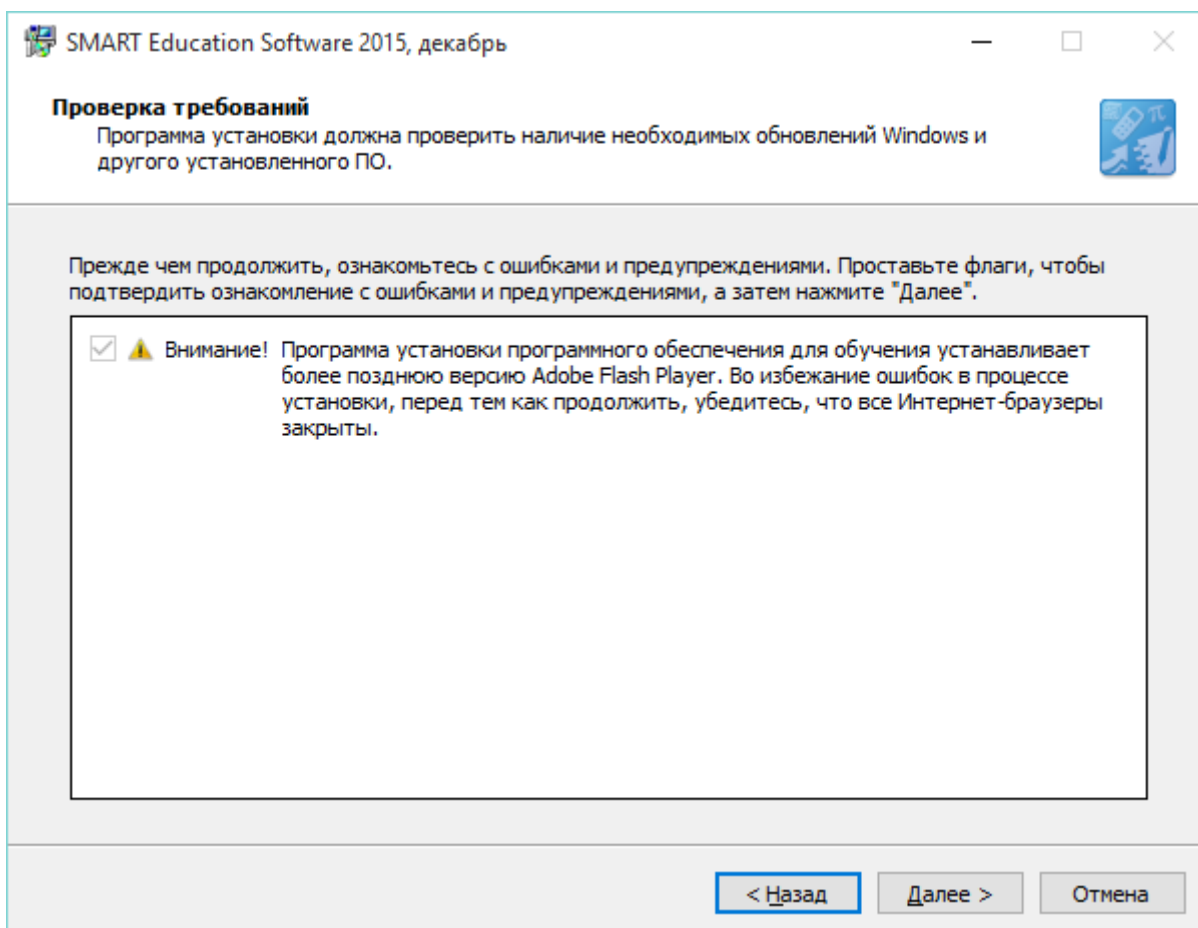 SMART Education Software 2015, декабрь
Проверка требований
Программа установки должна проверить наличие необходимых обновлений Windows и
другого установленного ПО.
Прежде чем продолжить, ознакомьтесь с ошибками и предупреждениями. Проставьте флаги, чтобы
подтвердить ознакомление с ошибками и предупреждениями, а затем нажмите "Далее".
Внимание! Программа установки программного обеспечения для обучения устанавливает
более позднюю версию Adobe Flash Player. Во избежание ошибок в процессе
установки, перед тем как продолжить, убедитесь, что все Интернет-браузеры
закрыты.
< Назад Далее > Отмена